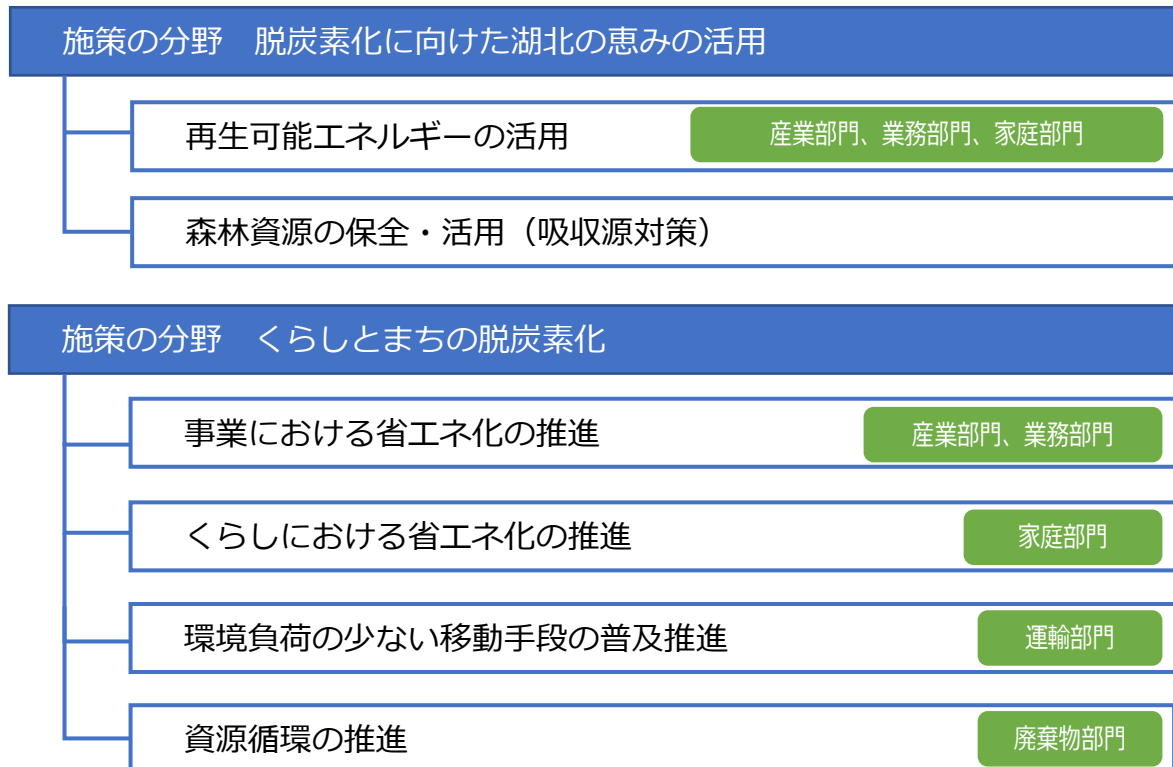 施策の分野　脱炭素化に向けた湖北の恵みの活用
再生可能エネルギーの活用
産業部門、業務部門、家庭部門
森林資源の保全・活用（吸収源対策）
施策の分野　くらしとまちの脱炭素化
事業における省エネ化の推進
産業部門、業務部門
くらしにおける省エネ化の推進
家庭部門
環境負荷の少ない移動手段の普及推進
運輸部門
資源循環の推進
廃棄物部門